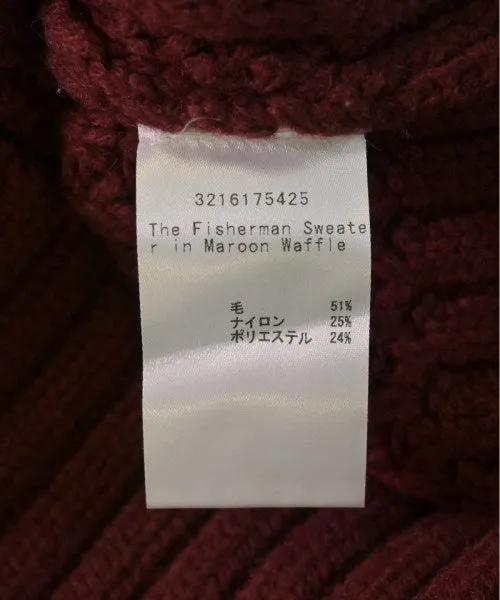 3216175425
The Fisherman Sweate
r in Maroon Waffle
毛 51%
ナイロン 25%
ポリエステル 24%